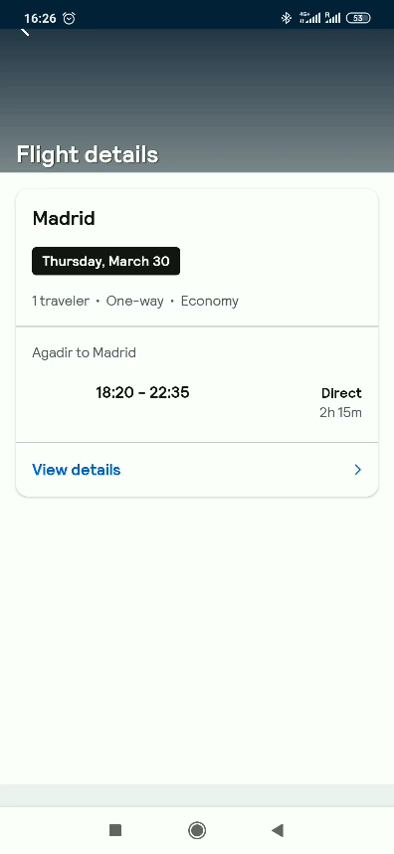 16:26
4G+ R 53
Flight details
Madrid
Thursday, March 30
1 traveler • One-way • Economy
Agadir to Madrid
18:20 - 22:35
Direct
2h 15m
View details